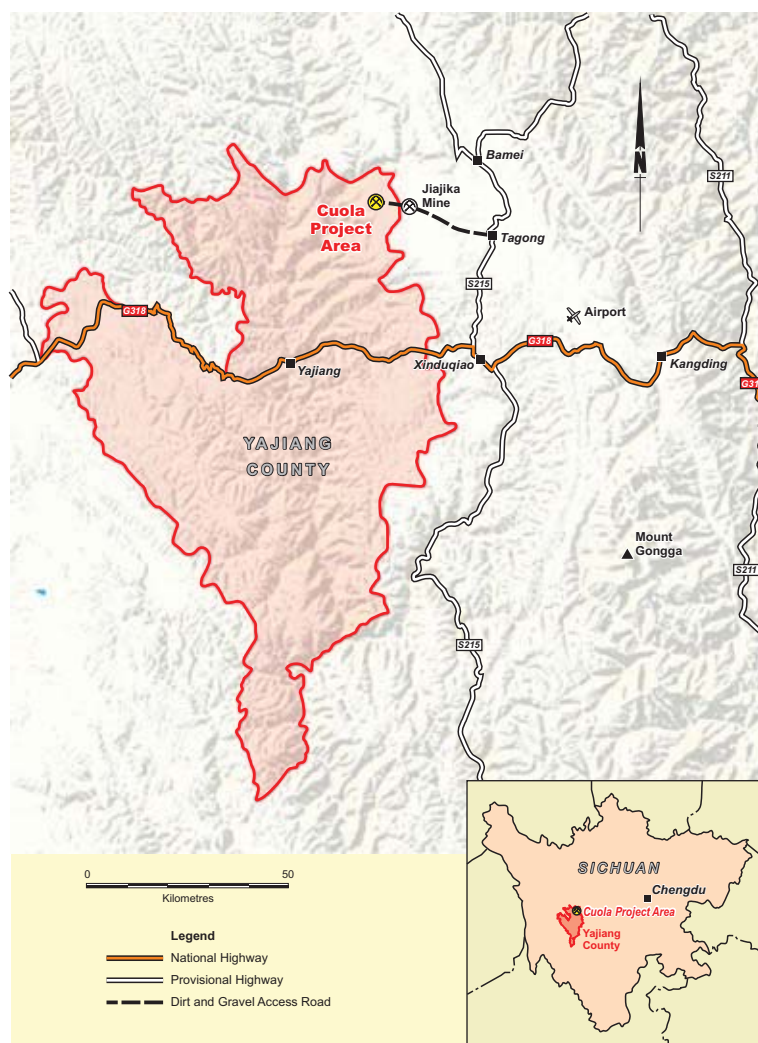 Bamei
S211
Jiajika
Mine
Cuola
Project
Area
N
Tagong
S215
Airport
G318
G318
Yajiang
Xinduqiao
Kangding
G31
YAJIANG
COUNTY
Mount
Gongga
S211
S215
0 50
Kilometres
Legend
National Highway
Provisional Highway
Dirt and Gravel Access Road
SICHUAN
Chengdu
Cuola Project Area
Yajiang
County